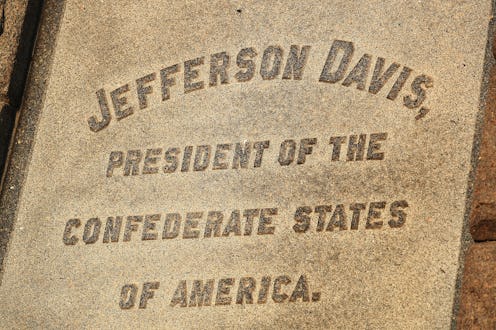 JEFFERSON DAVIS,
PRESIDENT OF THE
CONFEDERATE STATES
OF AMERICA.